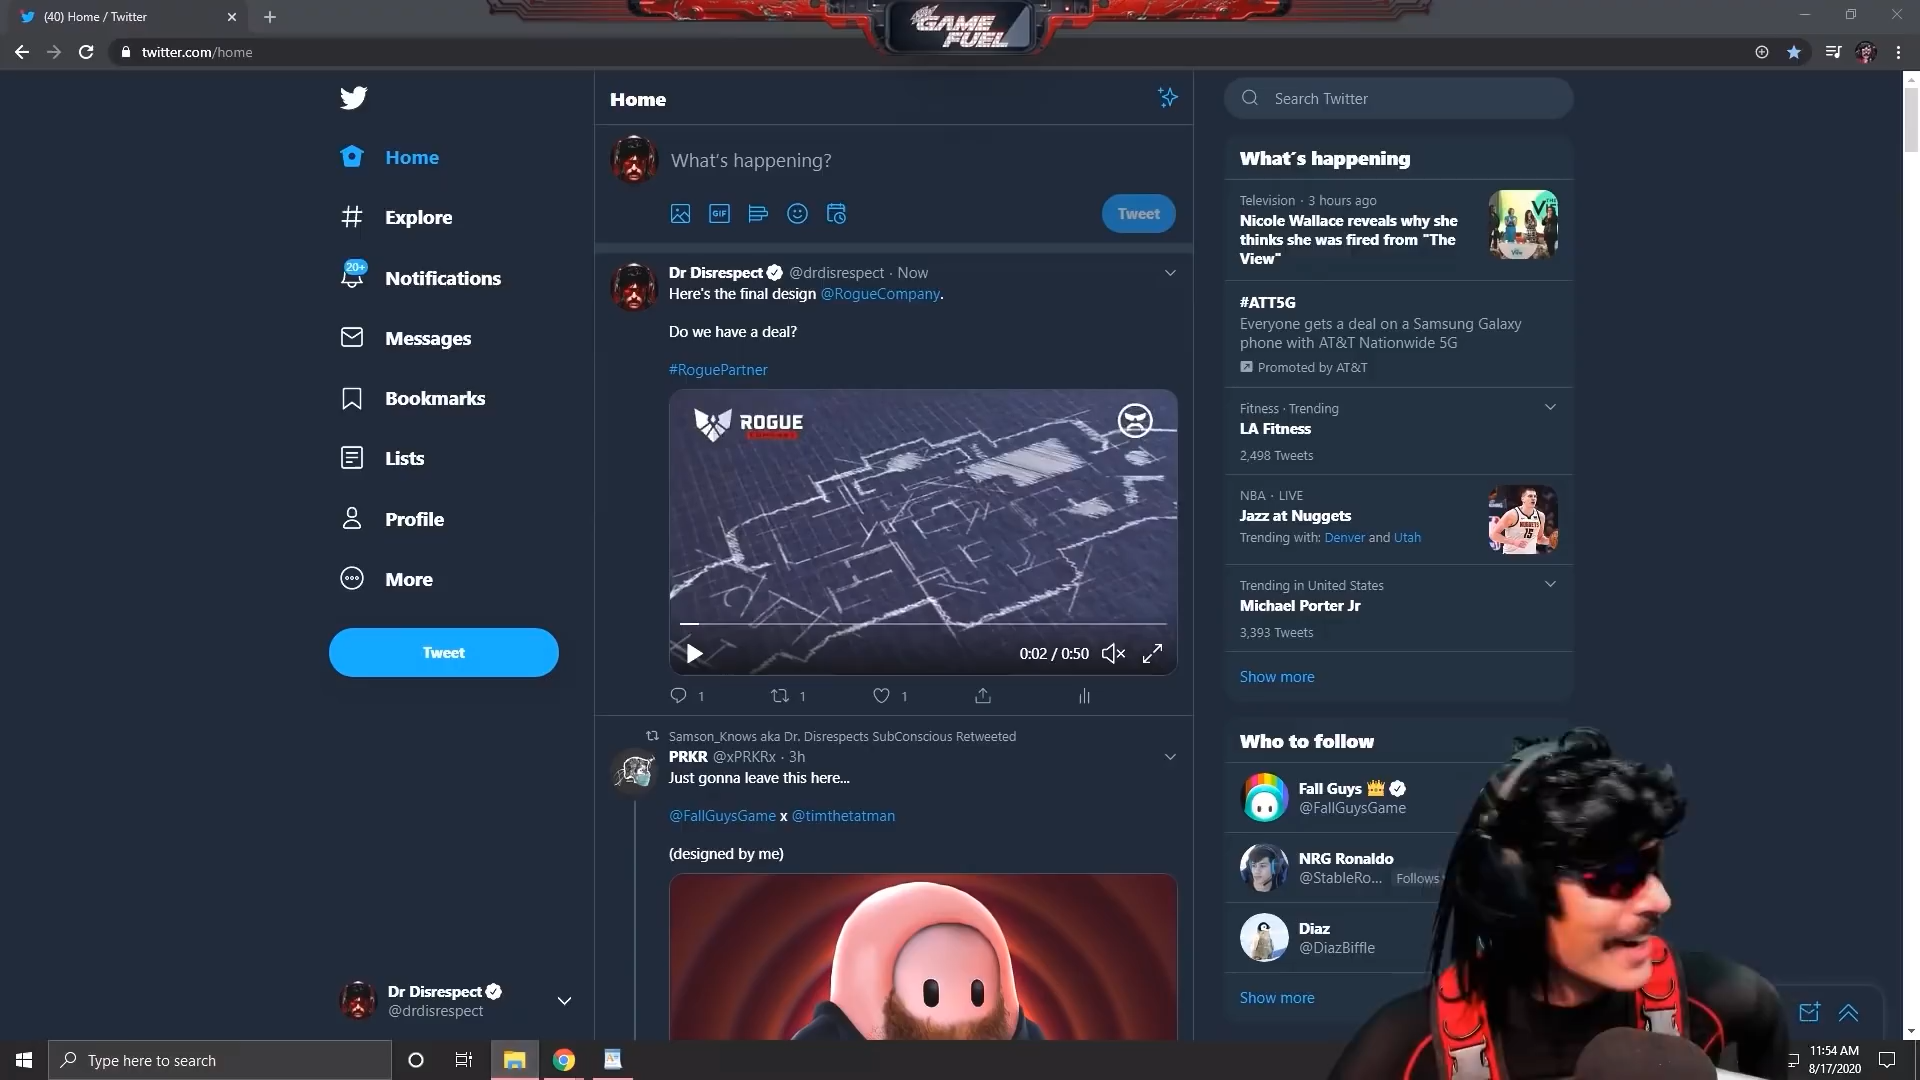 (40) Home / Twitter
GAME
FUEL
twitter.com/home
Home
Explore
20+
Notifications
Messages
Bookmarks
Lists
Profile
More
Tweet
Dr Disrespect
@drdisrespect
Home
What's happening?
GIF
Tweet
Dr Disrespect @drdisrespect · Now
Here's the final design @RogueCompany.
Do we have a deal?
#RoguePartner
ROGUE
COMPANY
0:02 / 0:50
1
1
1
Samson_Knows aka Dr. Disrespects SubConscious Retweeted
PRKR @xPRKRx · 3h
Just gonna leave this here...
@FallGuysGame x @timthetatman
(designed by me)
Search Twitter
What´s happening
Television · 3 hours ago
Nicole Wallace reveals why she
thinks she was fired from "The
View"
#ATT5G
Everyone gets a deal on a Samsung Galaxy
phone with AT&T Nationwide 5G
Promoted by AT&T
Fitness · Trending
LA Fitness
2,498 Tweets
NBA · LIVE
Jazz at Nuggets
Trending with: Denver and Utah
NUGGETS
15
Trending in United States
Michael Porter Jr
3,393 Tweets
Show more
Who to follow
Fall Guys
@FallGuysGame
NRG Ronaldo
@StableRo... Follows
Diaz
@DiazBiffle
Show more
Type here to search
11:54 AM
8/17/2020